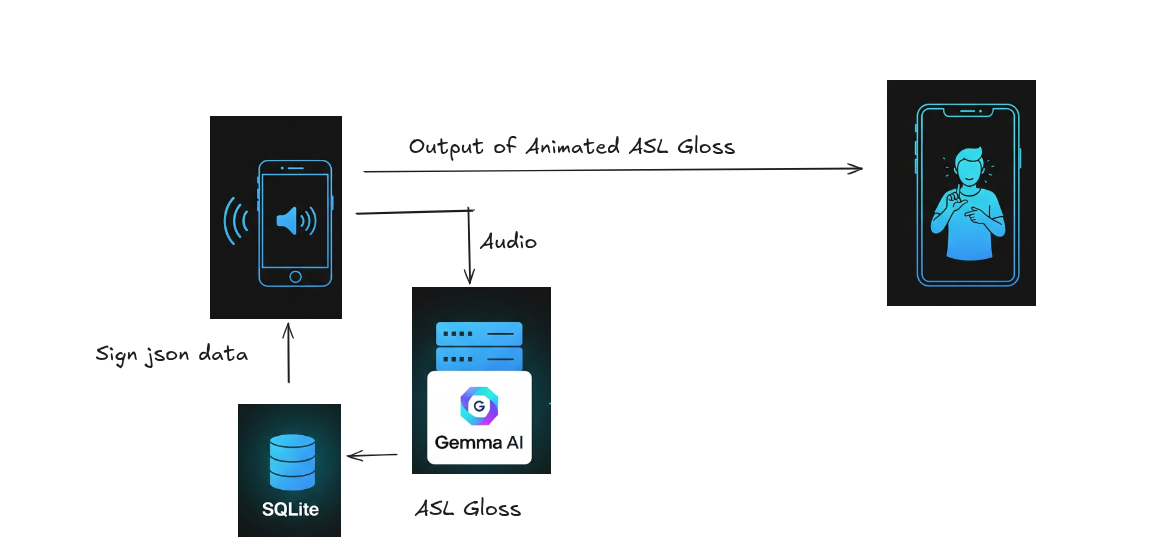 Output of Animated ASL Gloss
Audio
Sign json data
G
Gemma AI
SQLite
ASL Gloss